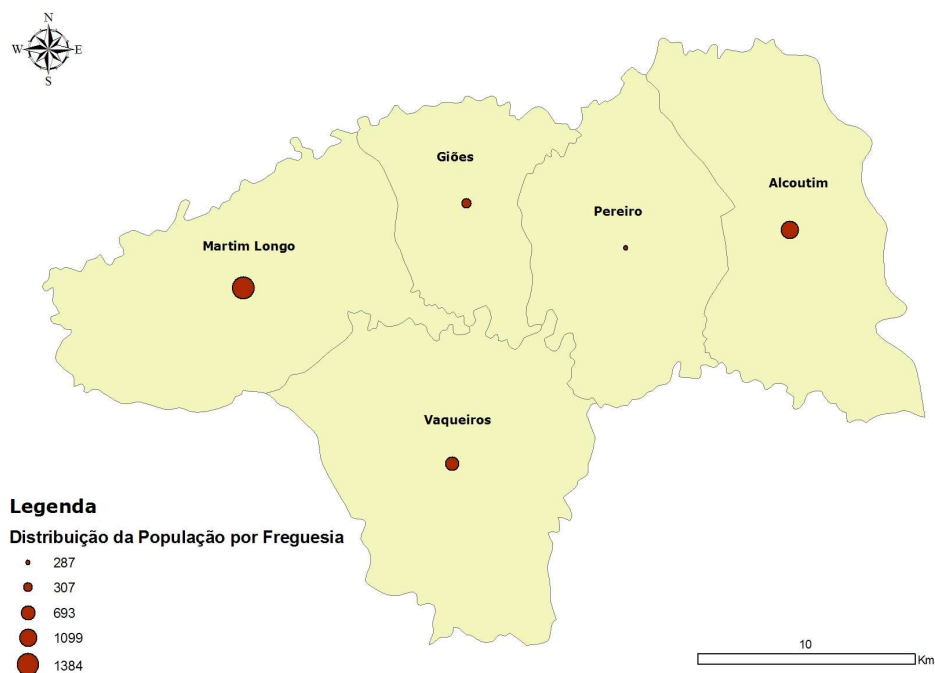 N
W E
S
Giões
Alcoutim
Pereiro
Martim Longo
Vaqueiros
Legenda
Distribuição da População por Freguesia
287
307
693
1099
1384
10
Km